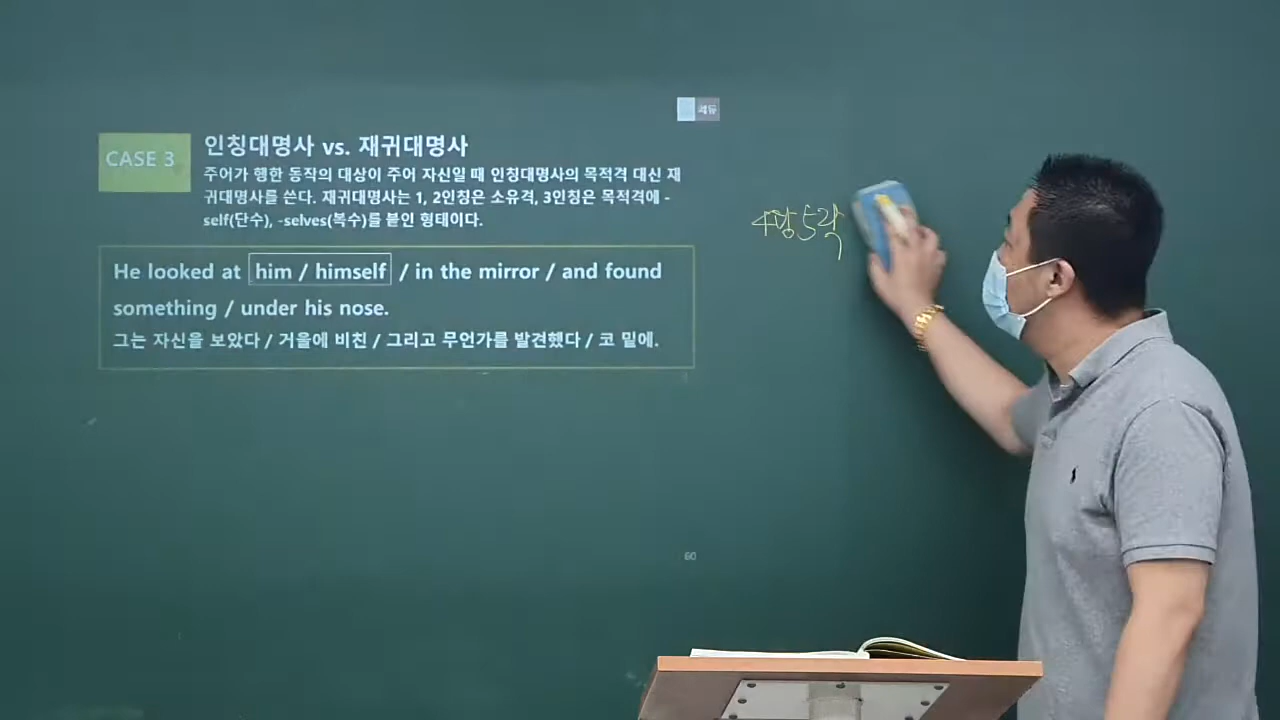 쎄듀
CASE 3
인칭대명사 vs. 재귀대명사
주어가 행한 동작의 대상이 주어 자신일 때 인칭대명사의 목적격 대신 재
귀대명사를 쓴다. 재귀대명사는 1, 2인칭은 소유격, 3인칭은 목적격에 -
self(단수), -selves(복수)를 붙인 형태이다.
4당5락
He looked at him / himself / in the mirror / and found
something / under his nose.
그는 자신을 보았다 / 거울에 비친 / 그리고 무언가를 발견했다 / 코 밑에.
60